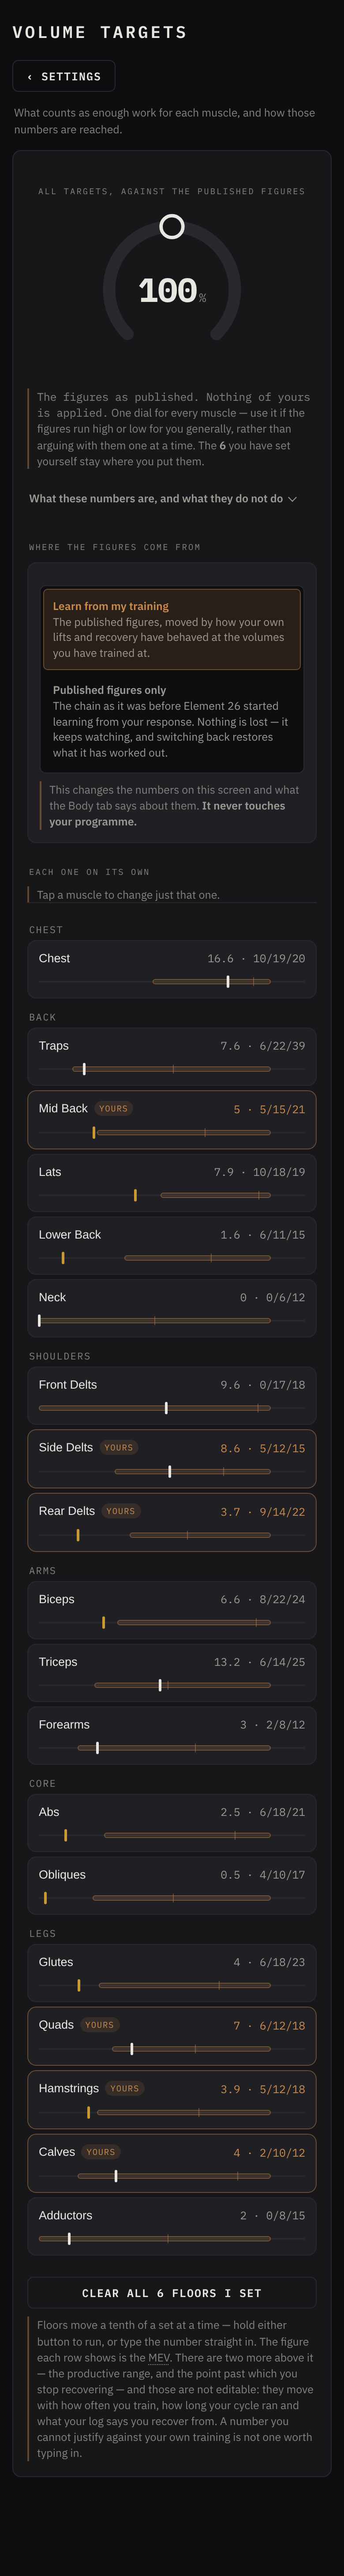 VOLUME TARGETS
‹ SETTINGS
What counts as enough work for each muscle, and how those
numbers are reached.
ALL TARGETS, AGAINST THE PUBLISHED FIGURES
100%
The figures as published. Nothing of yours
is applied. One dial for every muscle — use it if the
figures run high or low for you generally, rather than
arguing with them one at a time. The 6 you have set
yourself stay where you put them.
What these numbers are, and what they do not do
WHERE THE FIGURES COME FROM
Learn from my training
The published figures, moved by how your own
lifts and recovery have behaved at the volumes
you have trained at.
Published figures only
The chain as it was before Element 26 started
learning from your response. Nothing is lost — it
keeps watching, and switching back restores
what it has worked out.
This changes the numbers on this screen and what
the Body tab says about them. It never touches
your programme.
EACH ONE ON ITS OWN
Tap a muscle to change just that one.
CHEST
Chest 16.6 · 10/19/20
BACK
Traps 7.6 · 6/22/39
Mid Back YOURS 5 · 5/15/21
Lats 7.9 · 10/18/19
Lower Back 1.6 · 6/11/15
Neck 0 · 0/6/12
SHOULDERS
Front Delts 9.6 · 0/17/18
Side Delts YOURS 8.6 · 5/12/15
Rear Delts YOURS 3.7 · 9/14/22
ARMS
Biceps 6.6 · 8/22/24
Triceps 13.2 · 6/14/25
Forearms 3 · 2/8/12
CORE
Abs 2.5 · 6/18/21
Obliques 0.5 · 4/10/17
LEGS
Glutes 4 · 6/18/23
Quads YOURS 7 · 6/12/18
Hamstrings YOURS 3.9 · 5/12/18
Calves YOURS 4 · 2/10/12
Adductors 2 · 0/8/15
CLEAR ALL 6 FLOORS I SET
Floors move a tenth of a set at a time — hold either
button to run, or type the number straight in. The figure
each row shows is the MEV. There are two more above it
— the productive range, and the point past which you
stop recovering — and those are not editable: they move
with how often you train, how long your cycle ran and
what your log says you recover from. A number you
cannot justify against your own training is not one worth
typing in.